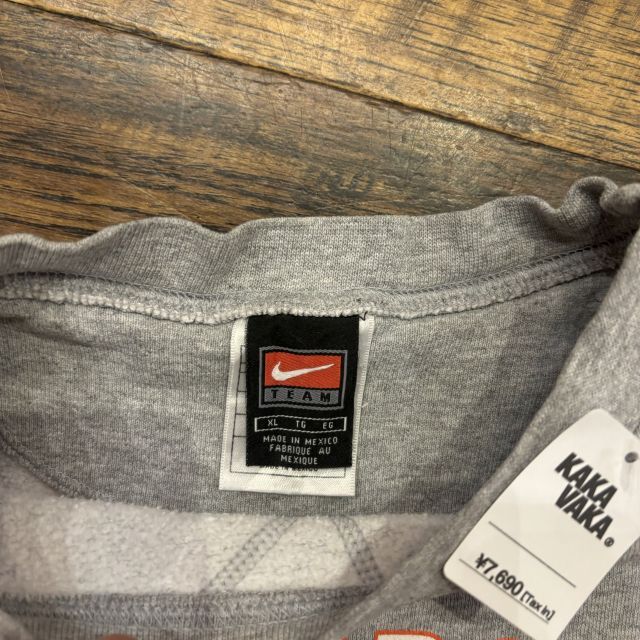 TEAM
XL TG EG
MADE IN MEXICO
FABRIQUE AU
MEXIQUE
KAKA
VAKA®
¥7,690 [Tax In]